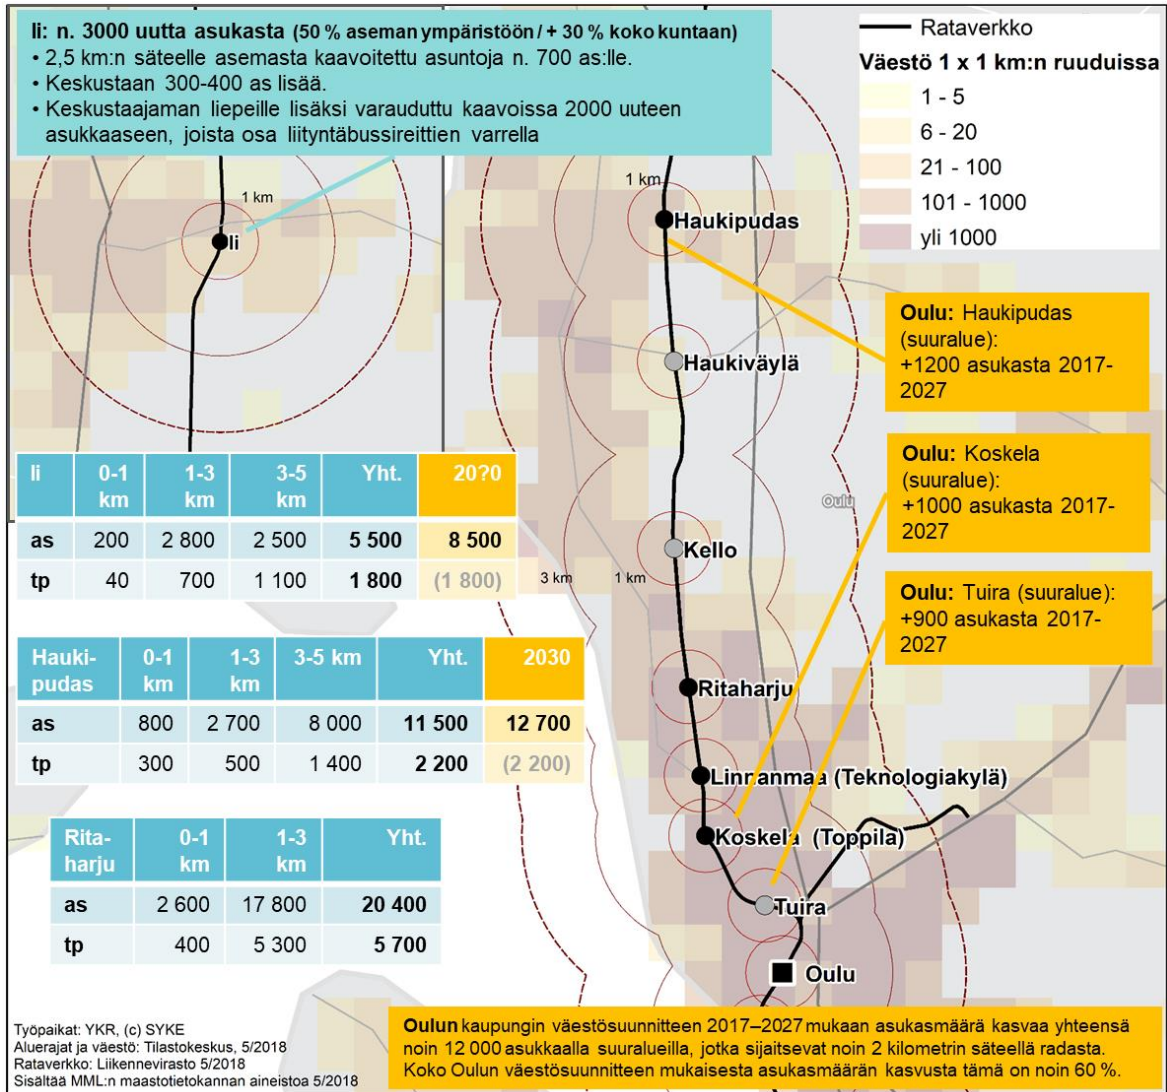 Ii: n. 3000 uutta asukasta (50 % aseman ympäristöön / + 30 % koko kuntaan)
• 2,5 km:n säteelle asemasta kaavoitettu asuntoja n. 700 as:lle.
• Keskustaan 300-400 as lisää.
• Keskustaajaman liepeille lisäksi varauduttu kaavoissa 2000 uuteen
asukkaaseen, joista osa liityntäbussireittien varrella
Rataverkko
Väestö 1 x 1 km:n ruuduissa
1 - 5
6 - 20
21 - 100
101 - 1000
yli 1000
1 km
Ii
1 km
Haukipudas
Haukiväylä
Kello
3 km
1 km
Ritaharju
Linnanmaa (Teknologiakylä)
Koskela (Toppila)
Tuira
Oulu
Oulu
Oulu: Haukipudas
(suuralue):
+1200 asukasta 2017-
2027
Oulu: Koskela
(suuralue):
+1000 asukasta 2017-
2027
Oulu: Tuira (suuralue):
+900 asukasta 2017-
2027
Ii 0-1 km 1-3 km 3-5 km Yht. 20?0
as 200 2 800 2 500 5 500 8 500
tp 40 700 1 100 1 800 (1 800)
Hauki-pudas 0-1 km 1-3 km 3-5 km Yht. 2030
as 800 2 700 8 000 11 500 12 700
tp 300 500 1 400 2 200 (2 200)
Rita-harju 0-1 km 1-3 km Yht.
as 2 600 17 800 20 400
tp 400 5 300 5 700
Työpaikat: YKR, (c) SYKE
Aluerajat ja väestö: Tilastokeskus, 5/2018
Rataverkko: Liikennevirasto 5/2018
Sisältää MML:n maastotietokannan aineistoa 5/2018
Oulun kaupungin väestösuunnitteen 2017–2027 mukaan asukasmäärä kasvaa yhteensä
noin 12 000 asukkaalla suuralueilla, jotka sijaitsevat noin 2 kilometrin säteellä radasta.
Koko Oulun väestösuunnitteen mukaisesta asukasmäärän kasvusta tämä on noin 60 %.